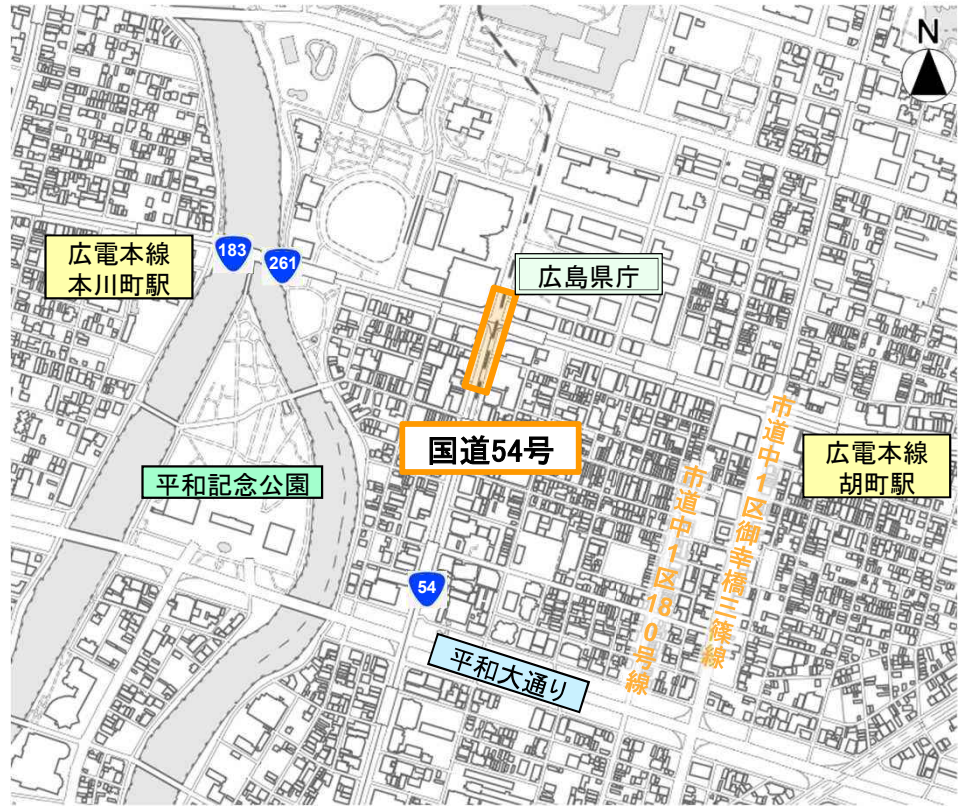 N
183
261
広電本線
本川町駅
広島県庁
国道54号
市道中1区御幸橋三篠線
市道中1区180号線
広電本線
胡町駅
平和記念公園
54
平和大通り